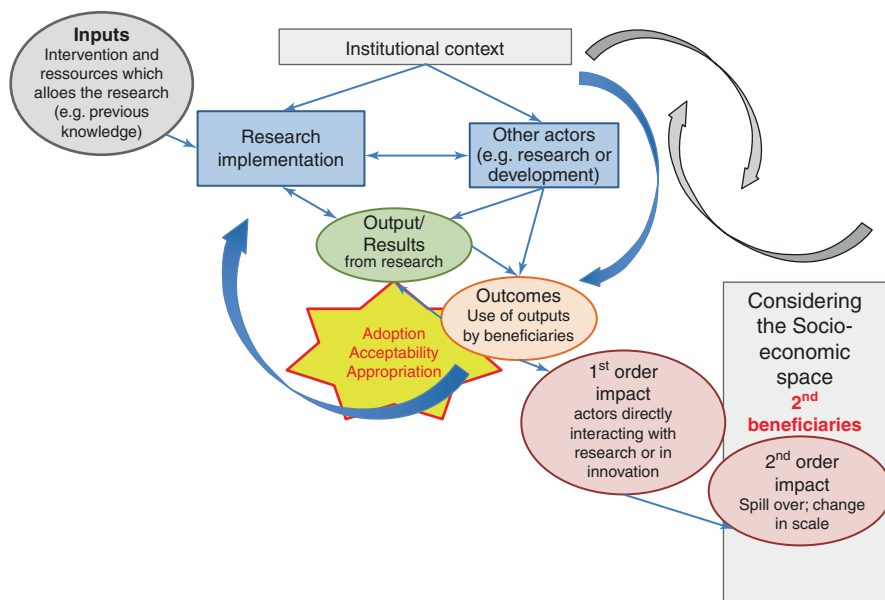 Inputs
Intervention and
ressources which
alloes the research
(e.g. previous
knowledge)
Institutional context
Research
implementation
Other actors
(e.g. research or
development)
Output/
Results
from research
Outcomes
Use of outputs
by beneficiaries
Adoption
Acceptability
Appropriation
1st order
impact
actors directly
interacting with
research or in
innovation
Considering
the Socio-
economic
space
2nd
beneficiaries
2nd order
impact
Spill over; change
in scale